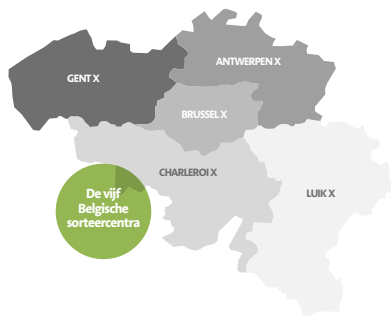 ANTWERPEN X
GENT X
BRUSSEL X
CHARLEROI X
LUIK X
De vijf
Belgische
sorteercentra